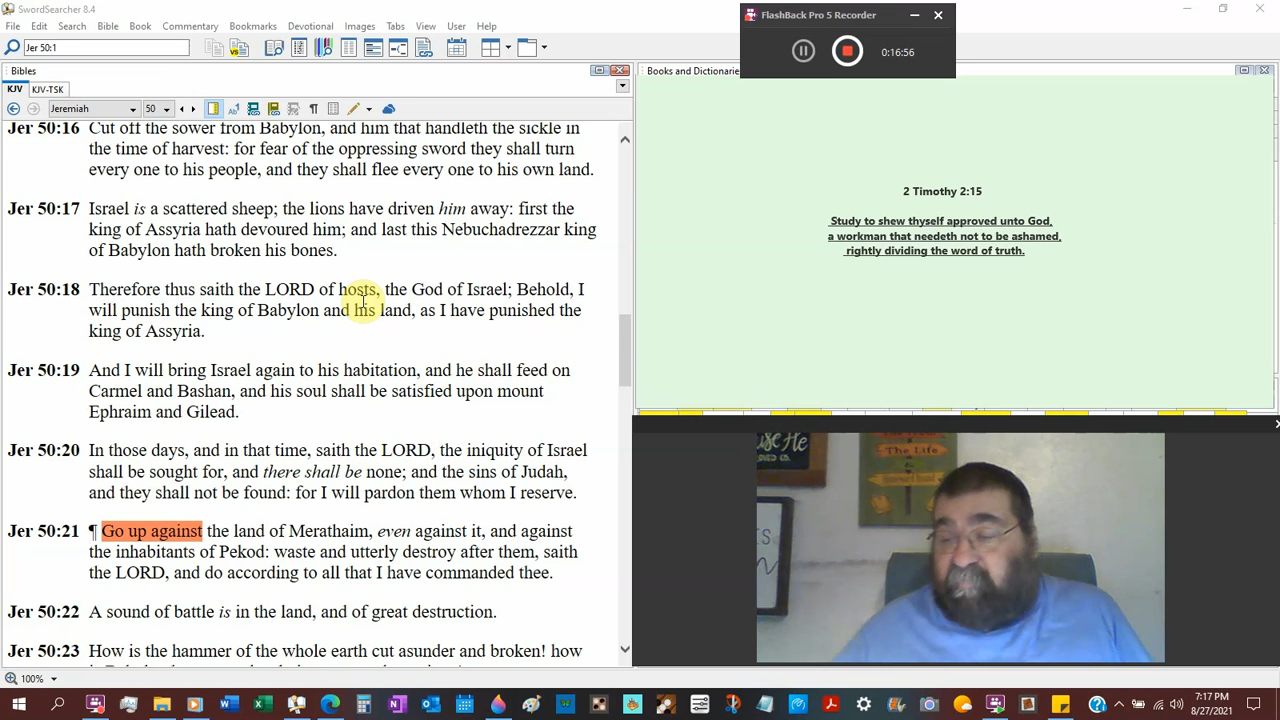 SwordSearcher 8.4
File Edit Search Bible Book Commentary Bookmarks Devotional Images Tabs View User Help
Jer 50:1
VS
Bibles
KJV KJV-TSK
Jeremiah 50
Jer 50:16 Cut off the sower from Babylon, and him that handleth the sickle in
the time of harvest: for fear of the oppressing sword they shall turn
every one to his people, and they shall flee every one to his own land.
Jer 50:17 Israel is a scattered sheep; the lions have driven him away: first the
king of Assyria hath devoured him; and last this Nebuchadrezzar king
of Babylon hath broken his bones.
Jer 50:18 Therefore thus saith the LORD of hosts, the God of Israel; Behold, I
will punish the king of Babylon and his land, as I have punished the
king of Assyria.
Jer 50:19 And I will bring Israel again to his habitation, and he shall feed on
Carmel and Bashan, and his soul shall be satisfied upon mount
Ephraim and Gilead.
Jer 50:20 In those days, and in that time, saith the LORD, the iniquity of Israel
shall be sought for, and there shall be none; and the sins of Judah,
and they shall not be found: for I will pardon them whom I reserve.
Jer 50:21 ¶ Go up against the land of Merathaim, even against it, and against
the inhabitants of Pekod: waste and utterly destroy after them, saith
the LORD, and do according to all that I have commanded thee.
Jer 50:22 A sound of battle is in the land, and of great destruction.
Jer 50:23 How is the hammer of the whole earth cut asunder and broken! how
100%
FlashBack Pro 5 Recorder
0:16:56
Books and Dictionarie
2 Timothy 2:15
Study to shew thyself approved unto God,
a workman that needeth not to be ashamed,
rightly dividing the word of truth.
The Life
7:17 PM
8/27/2021